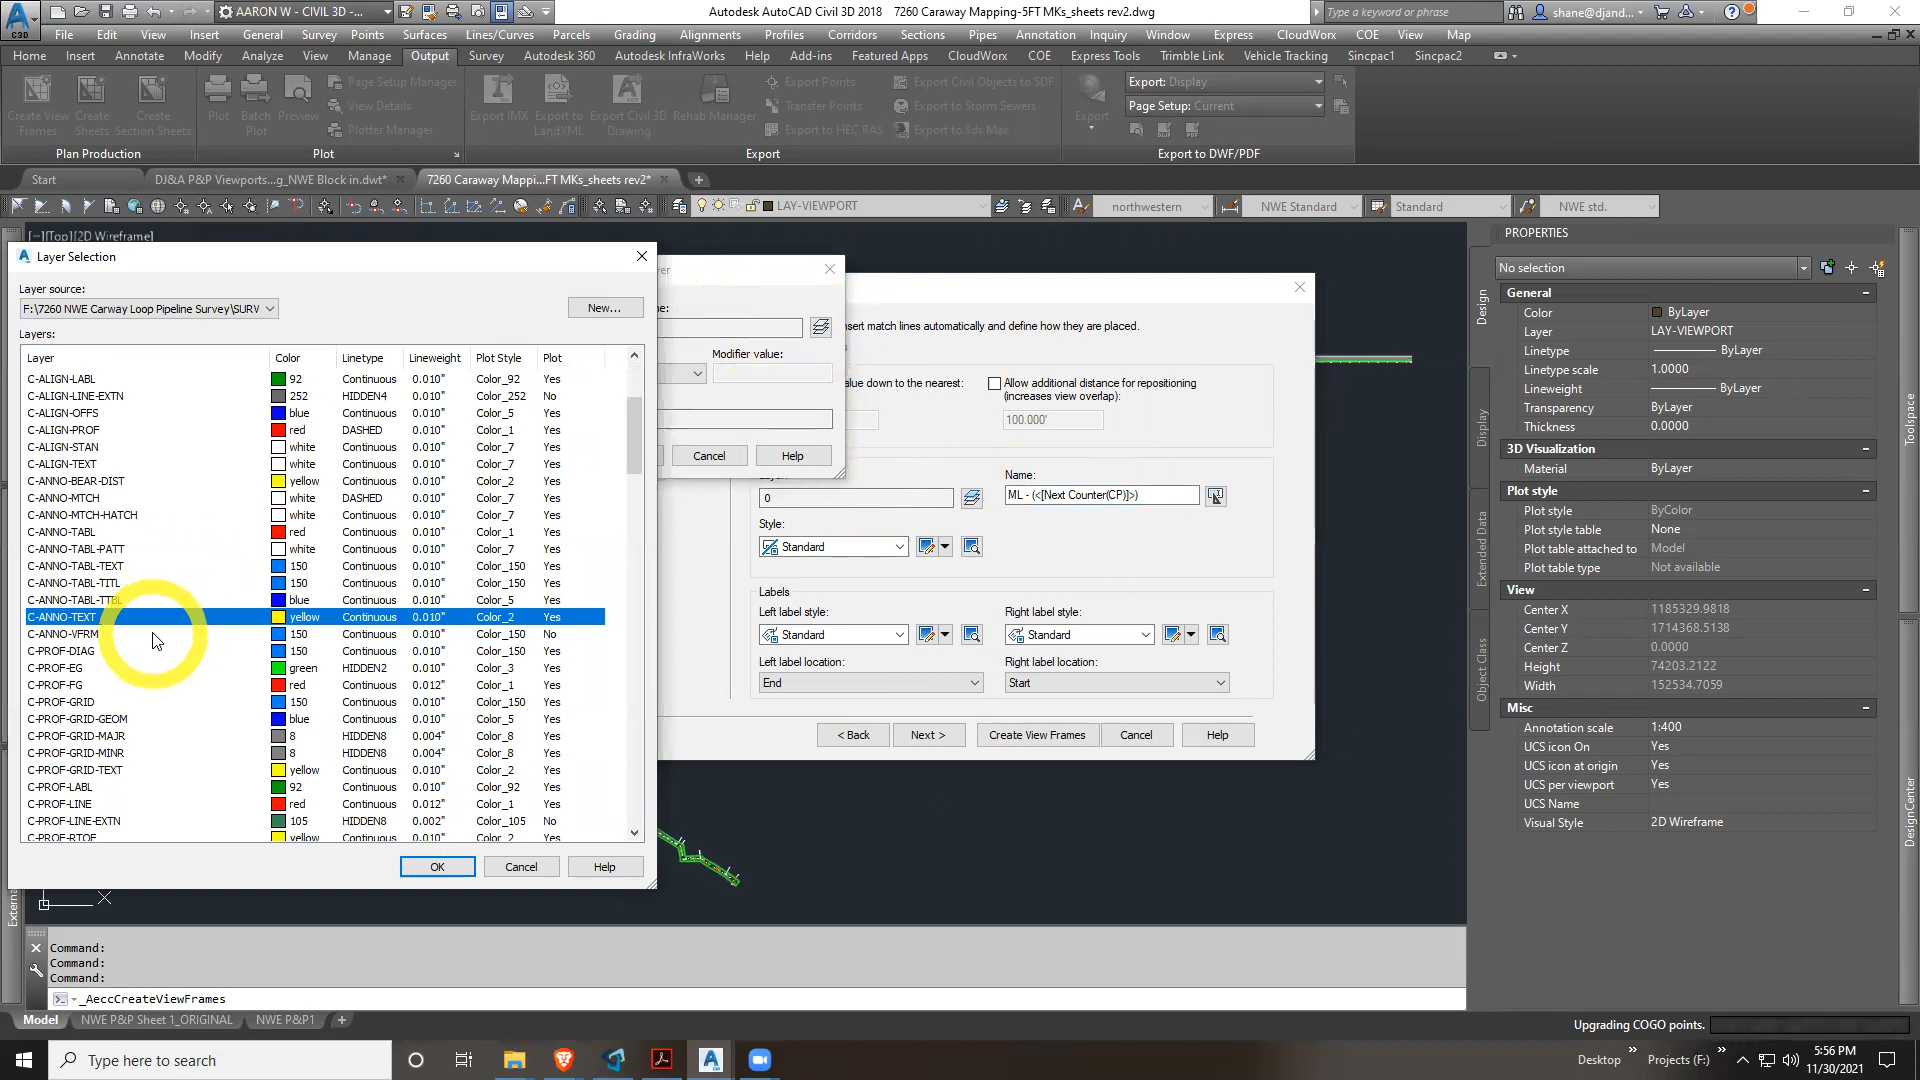 AARON W - CIVIL 3D -...
Autodesk AutoCAD Civil 3D 2018 7260 Caraway Mapping-5FT MKs_sheets rev2.dwg
Type a keyword or phrase
shane@djand...
C3D
File Edit View Insert General Survey Points Surfaces Lines/Curves Parcels Grading Alignments Profiles Corridors Sections Pipes Annotation Inquiry Window Express CloudWorx COE View Map
Home Insert Annotate Modify Analyze View Manage Output Survey Autodesk 360 Autodesk InfraWorks Help Add-ins Featured Apps CloudWorx COE Express Tools Trimble Link Vehicle Tracking Sincpac1 Sincpac2
Create View Frames
Create Sheets
Create Section Sheets
Plan Production
Plot
Batch Plot
Preview
Page Setup Manager
View Details
Plotter Manager
Plot
Export IMX
Export to LandXML
Export Civil 3D Drawing
Rehab Manager
Export Points
Transfer Points
Export to HEC RAS
Export Civil Objects to SDF
Export to Storm Sewers
Export to 3ds Max
Export
Export
Export: Display
Page Setup: Current
Export to DWF/PDF
Start
DJ&A P&P Viewports...g_NWE Block in.dwt*
7260 Caraway Mappi...FT MKs_sheets rev2*
LAY-VIEWPORT
northwestern
NWE Standard
Standard
NWE std.
[−][Top][2D Wireframe]
Layer Selection
Layer source:
F:\7260 NWE Carway Loop Pipeline Survey\SURV
New...
Layers:
Layer Color Linetype Lineweight Plot Style Plot
C-ALIGN-LABL 92 Continuous 0.010" Color_92 Yes
C-ALIGN-LINE-EXTN 252 HIDDEN4 0.010" Color_252 No
C-ALIGN-OFFS blue Continuous 0.010" Color_5 Yes
C-ALIGN-PROF red DASHED 0.010" Color_1 Yes
C-ALIGN-STAN white Continuous 0.010" Color_7 Yes
C-ALIGN-TEXT white Continuous 0.010" Color_7 Yes
C-ANNO-BEAR-DIST yellow Continuous 0.010" Color_2 Yes
C-ANNO-MTCH white DASHED 0.010" Color_7 Yes
C-ANNO-MTCH-HATCH white Continuous 0.010" Color_7 Yes
C-ANNO-TABL red Continuous 0.010" Color_1 Yes
C-ANNO-TABL-PATT white Continuous 0.010" Color_7 Yes
C-ANNO-TABL-TEXT 150 Continuous 0.010" Color_150 Yes
C-ANNO-TABL-TITL 150 Continuous 0.010" Color_150 Yes
C-ANNO-TABL-TTBL blue Continuous 0.010" Color_5 Yes
C-ANNO-TEXT yellow Continuous 0.010" Color_2 Yes
C-ANNO-VFRM 150 Continuous 0.010" Color_150 No
C-PROF-DIAG 150 Continuous 0.010" Color_150 Yes
C-PROF-EG green HIDDEN2 0.010" Color_3 Yes
C-PROF-FG red Continuous 0.012" Color_1 Yes
C-PROF-GRID 150 Continuous 0.010" Color_150 Yes
C-PROF-GRID-GEOM blue Continuous 0.010" Color_5 Yes
C-PROF-GRID-MAJR 8 HIDDEN8 0.004" Color_8 Yes
C-PROF-GRID-MINR 8 HIDDEN8 0.004" Color_8 Yes
C-PROF-GRID-TEXT yellow Continuous 0.010" Color_2 Yes
C-PROF-LABL 92 Continuous 0.010" Color_92 Yes
C-PROF-LINE red Continuous 0.012" Color_1 Yes
C-PROF-LINE-EXTN 105 HIDDEN8 0.002" Color_105 No
C-PROF-RTOF yellow Continuous 0.010" Color_2 Yes
OK Cancel Help
Modifier value:
Cancel Help
insert match lines automatically and define how they are placed.
alue down to the nearest:
Allow additional distance for repositioning
(increases view overlap):
100.000'
0
Name:
ML - (<[Next Counter(CP)]>)
Style:
Standard
Labels
Left label style:
Standard
Right label style:
Standard
Left label location:
End
Right label location:
Start
< Back Next > Create View Frames Cancel Help
PROPERTIES
No selection
General
Color ByLayer
Layer LAY-VIEWPORT
Linetype ByLayer
Linetype scale 1.0000
Lineweight ByLayer
Transparency ByLayer
Thickness 0.0000
3D Visualization
Material ByLayer
Plot style
Plot style ByColor
Plot style table None
Plot table attached to Model
Plot table type Not available
View
Center X 1185329.9818
Center Y 1714368.5138
Center Z 0.0000
Height 74203.2122
Width 152534.7059
Misc
Annotation scale 1:400
UCS icon On Yes
UCS icon at origin Yes
UCS per viewport Yes
UCS Name
Visual Style 2D Wireframe
Design
Display
Extended Data
Object Class
Toolspace
DesignCenter
Command:
Command:
Command:
_AeccCreateViewFrames
Model NWE P&P Sheet 1_ORIGINAL NWE P&P1
Upgrading COGO points.
Type here to search
Desktop
Projects (F:)
5:56 PM
11/30/2021